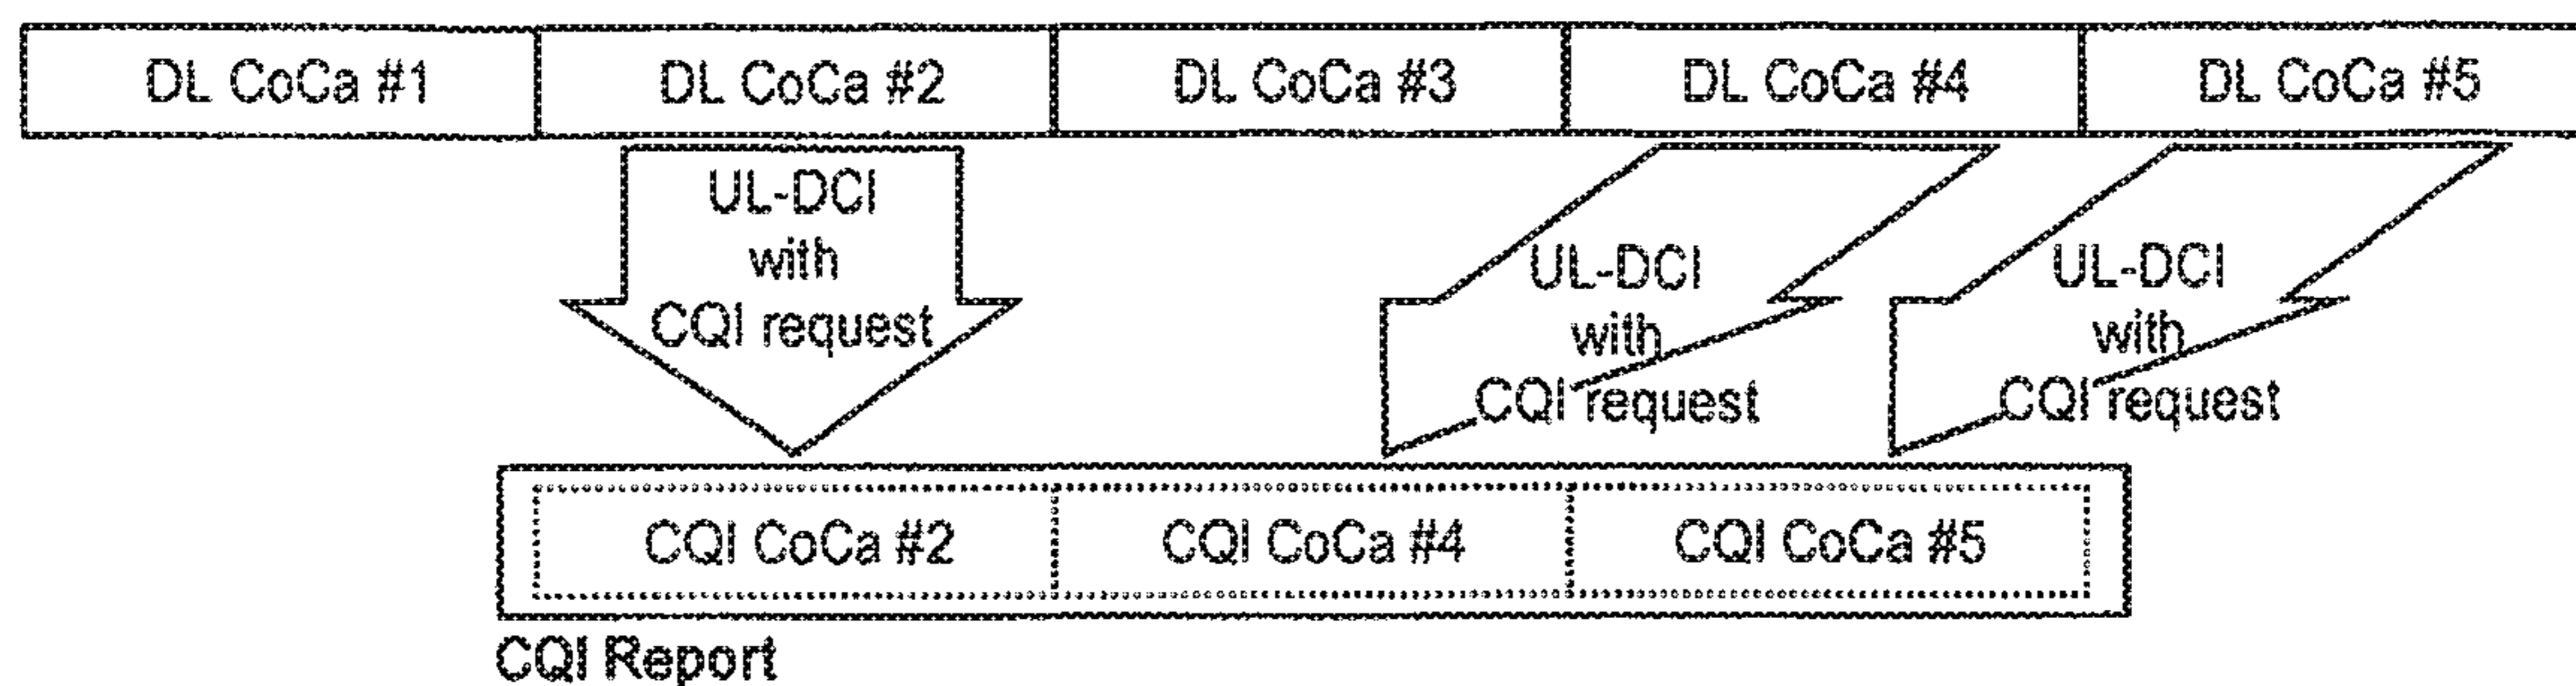 DL CoCa #1 DL CoCa #2 DL CoCa #3 DL CoCa #4 DL CoCa #5
UL-DCI
with
CQI request
UL-DCI
with
CQI request
UL-DCI
with
CQI request
CQI CoCa #2 CQI CoCa #4 CQI CoCa #5
CQI Report